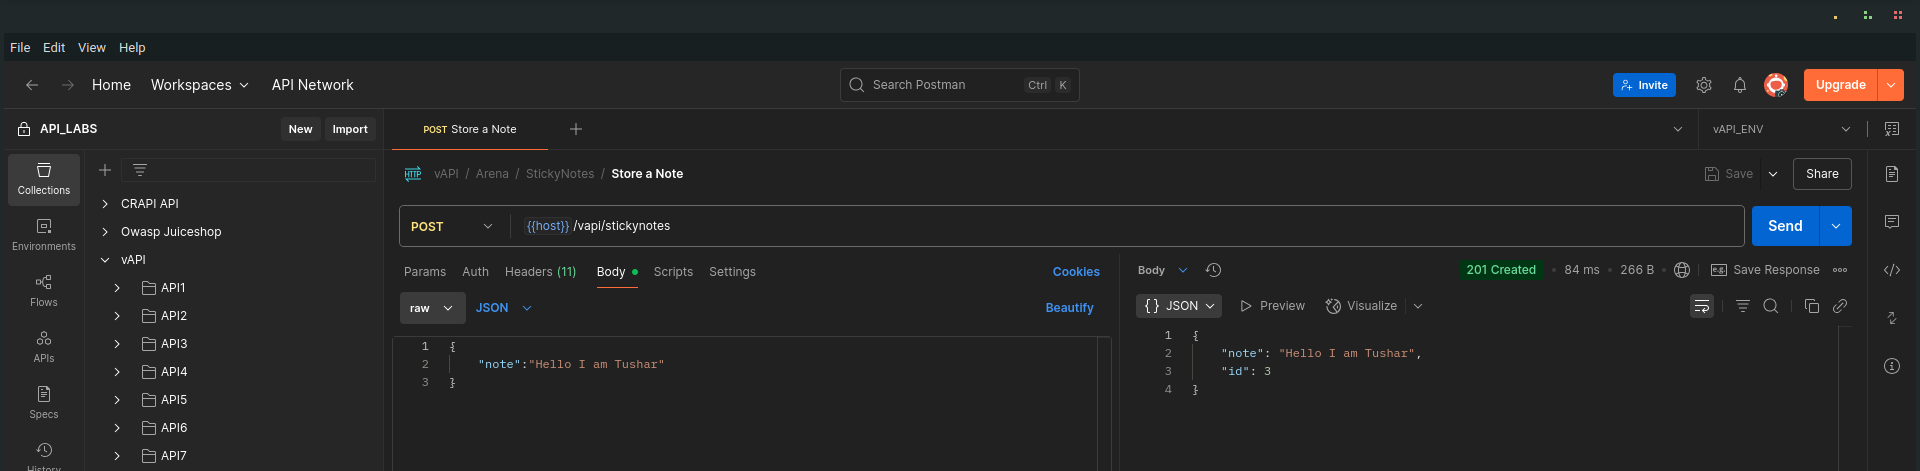 File Edit View Help
Home Workspaces API Network Search Postman Ctrl K Invite Upgrade
API_LABS New Import POST Store a Note vAPI_ENV
Collections
Environments
Flows
APIs
Specs
History
CRAPI API
Owasp Juiceshop
vAPI
API1
API2
API3
API4
API5
API6
API7
HTTP vAPI / Arena / StickyNotes / Store a Note Save Share
POST {{host}} /vapi/stickynotes Send
Params Auth Headers (11) Body Scripts Settings Cookies
raw JSON Beautify
1 {
2 "note":"Hello I am Tushar"
3 }
Body 201 Created • 84 ms • 266 B Save Response
{} JSON Preview Visualize
1 {
2 "note": "Hello I am Tushar",
3 "id": 3
4 }